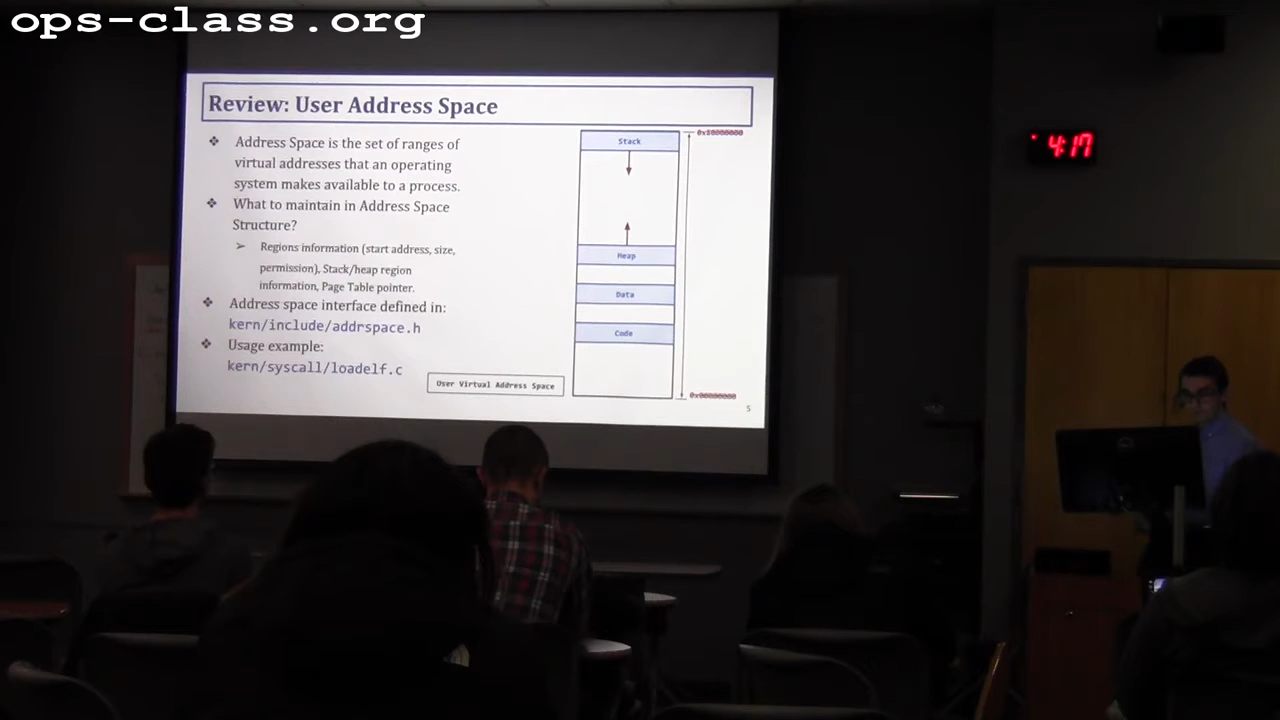 ops-class.org
Review: User Address Space
❖ Address Space is the set of ranges of
virtual addresses that an operating
system makes available to a process.
❖ What to maintain in Address Space
Structure?
➢ Regions information (start address, size,
permission), Stack/heap region
information, Page Table pointer.
❖ Address space interface defined in:
kern/include/addrspace.h
❖ Usage example:
kern/syscall/loadelf.c
User Virtual Address Space
Stack
Heap
Data
Code
0x80000000
0x00000000
5
4:17